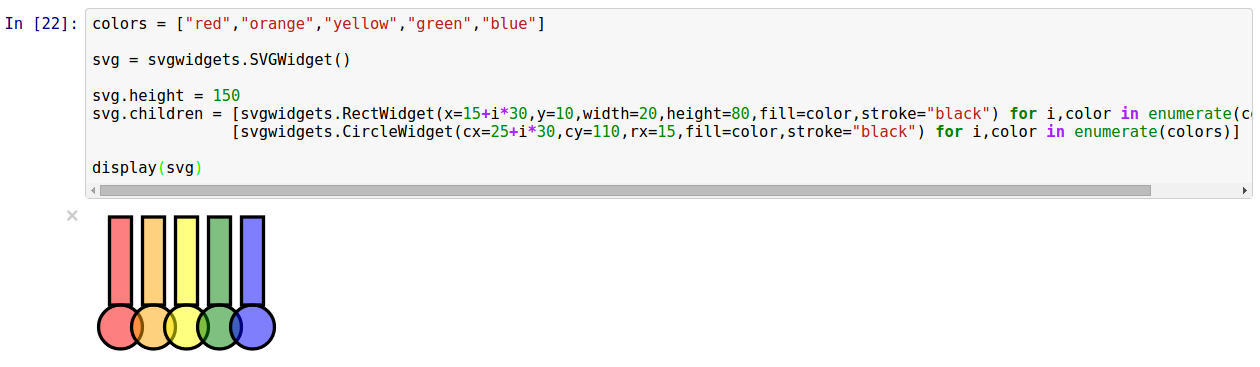 In [22]: colors = ["red","orange","yellow","green","blue"]
svg = svgwidgets.SVGWidget()
svg.height = 150
svg.children = [svgwidgets.RectWidget(x=15+i*30,y=10,width=20,height=80,fill=color,stroke="black") for i,color in enumerate(c
[svgwidgets.CircleWidget(cx=25+i*30,cy=110,rx=15,fill=color,stroke="black") for i,color in enumerate(colors)]
display(svg)